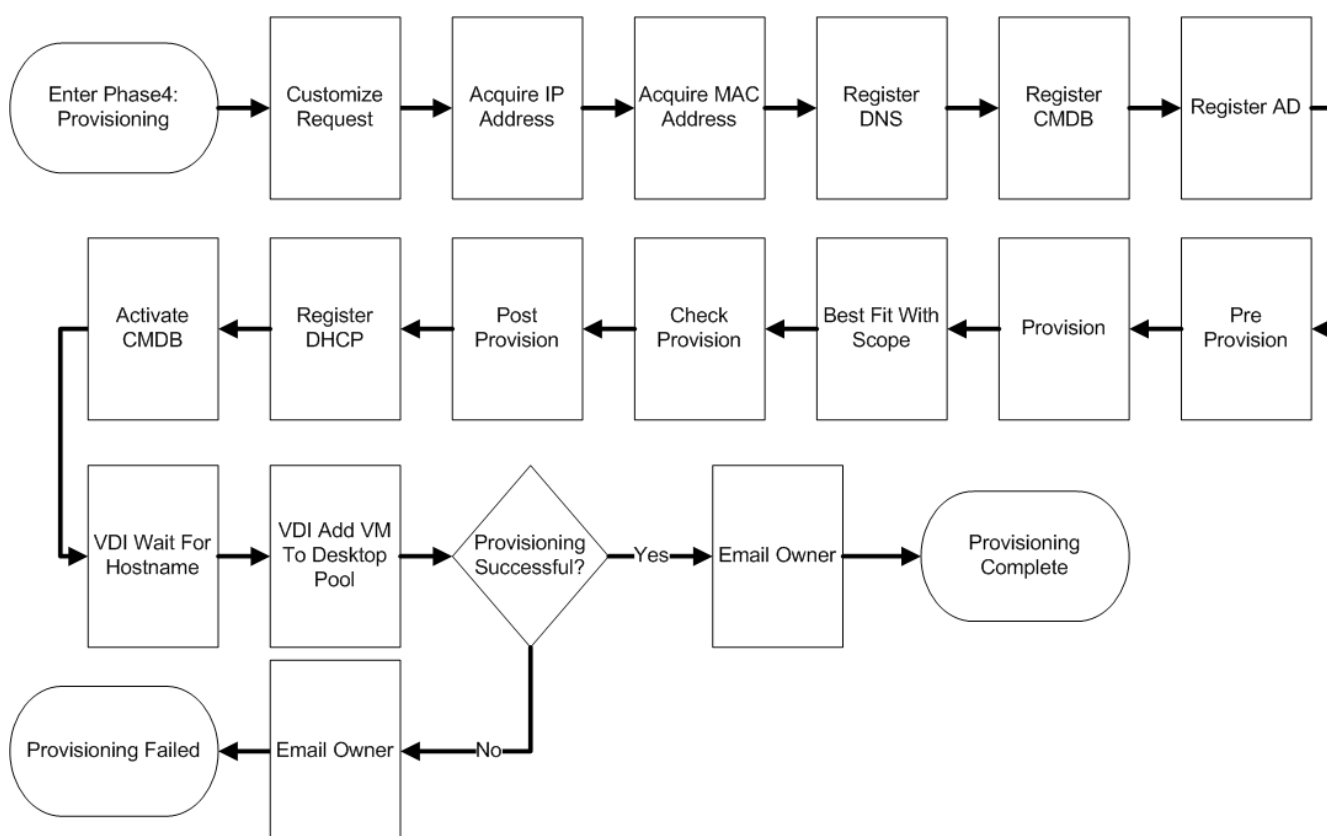 Enter Phase4:
Provisioning
Customize
Request
Acquire IP
Address
Acquire MAC
Address
Register
DNS
Register
CMDB
Register AD
Activate
CMDB
Register
DHCP
Post
Provision
Check
Provision
Best Fit With
Scope
Provision
Pre
Provision
VDI Wait For
Hostname
VDI Add VM
To Desktop
Pool
Provisioning
Successful?
Yes
Email Owner
Provisioning
Complete
Provisioning Failed
Email Owner
No